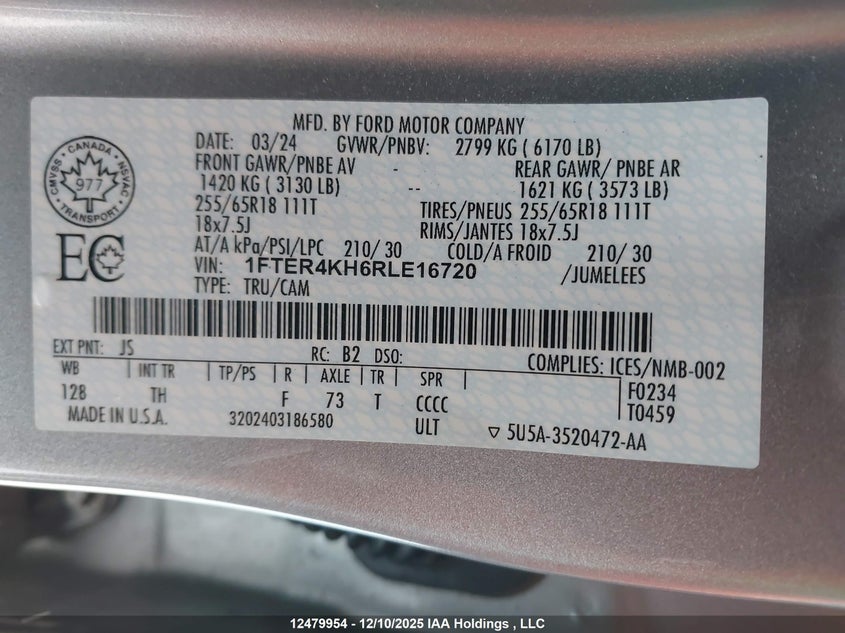 MFD. BY FORD MOTOR COMPANY
DATE: 03/24 GVWR/PNBV: 2799 KG ( 6170 LB)
FRONT GAWR/PNBE AV - REAR GAWR/ PNBE AR
1420 KG ( 3130 LB) -- 1621 KG ( 3573 LB)
255/65R18 111T TIRES/PNEUS 255/65R18 111T
18x7.5J RIMS/JANTES 18x7.5J
AT/A kPa/PSI/LPC 210/ 30 COLD/A FROID 210/ 30
VIN: 1FTER4KH6RLE16720 /JUMELEES
TYPE: TRU/CAM
CMVSS · CANADA · NSVAC
977
TRANSPORT
EC
EXT PNT: JS RC: B2 DSO: COMPLIES: ICES/NMB-002
WB INT TR TP/PS R AXLE TR SPR F0234
128 TH F 73 T CCCC T0459
MADE IN U.S.A. 3202403186580 ULT ▽ 5U5A-3520472-AA
12479954 - 12/10/2025 IAA Holdings , LLC